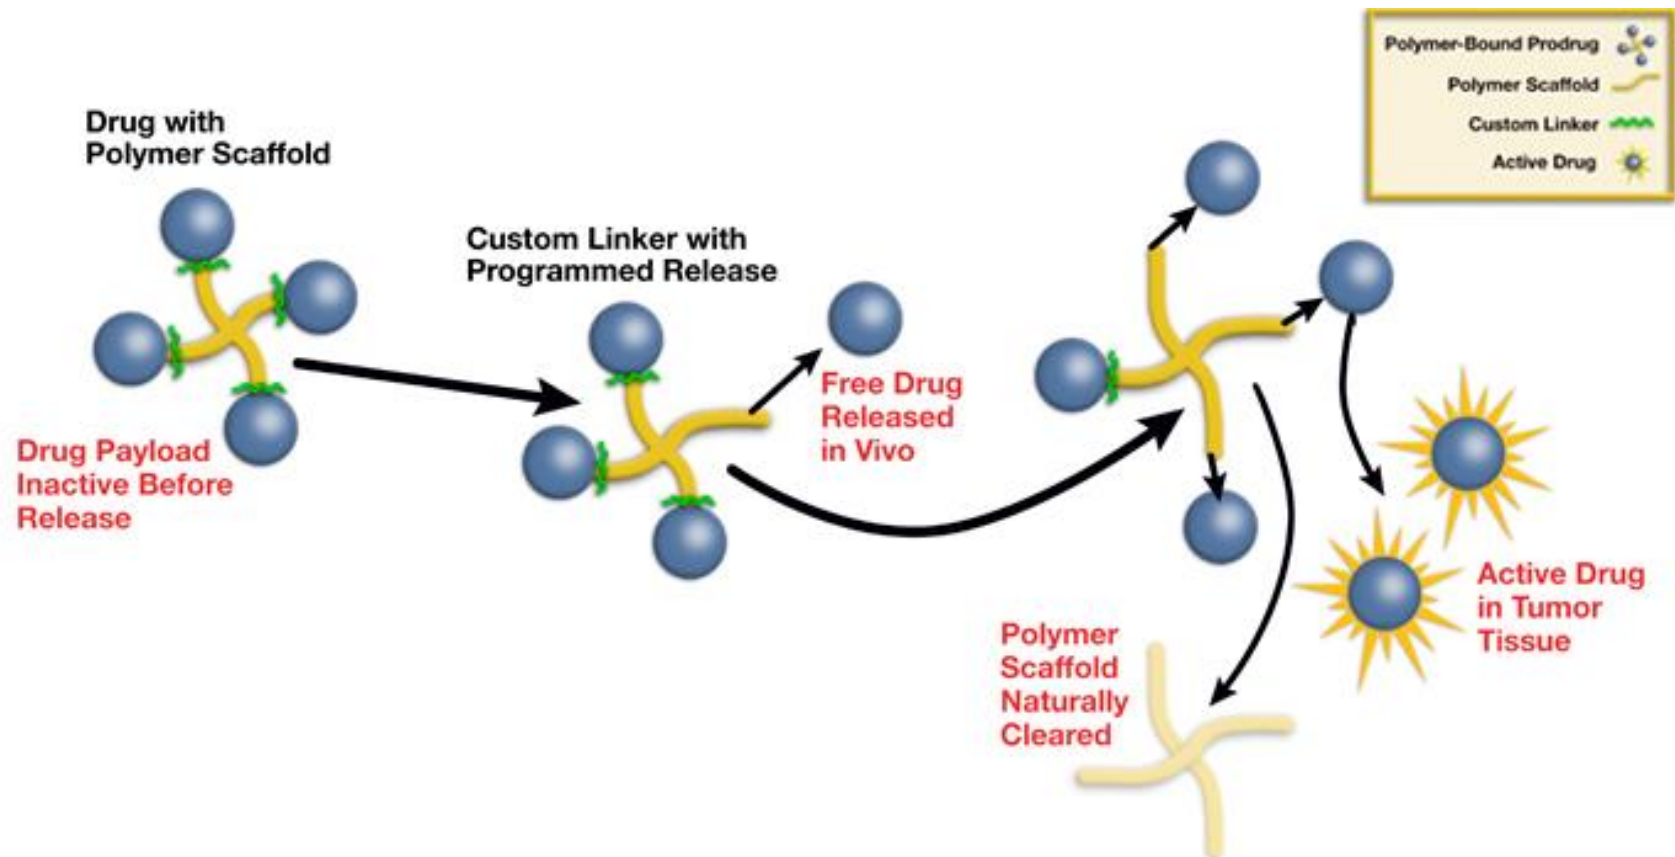 Polymer-Bound Prodrug
Polymer Scaffold
Custom Linker
Active Drug
Drug with
Polymer Scaffold
Custom Linker with
Programmed Release
Drug Payload
Inactive Before
Release
Free Drug
Released
in Vivo
Active Drug
in Tumor
Tissue
Polymer
Scaffold
Naturally
Cleared